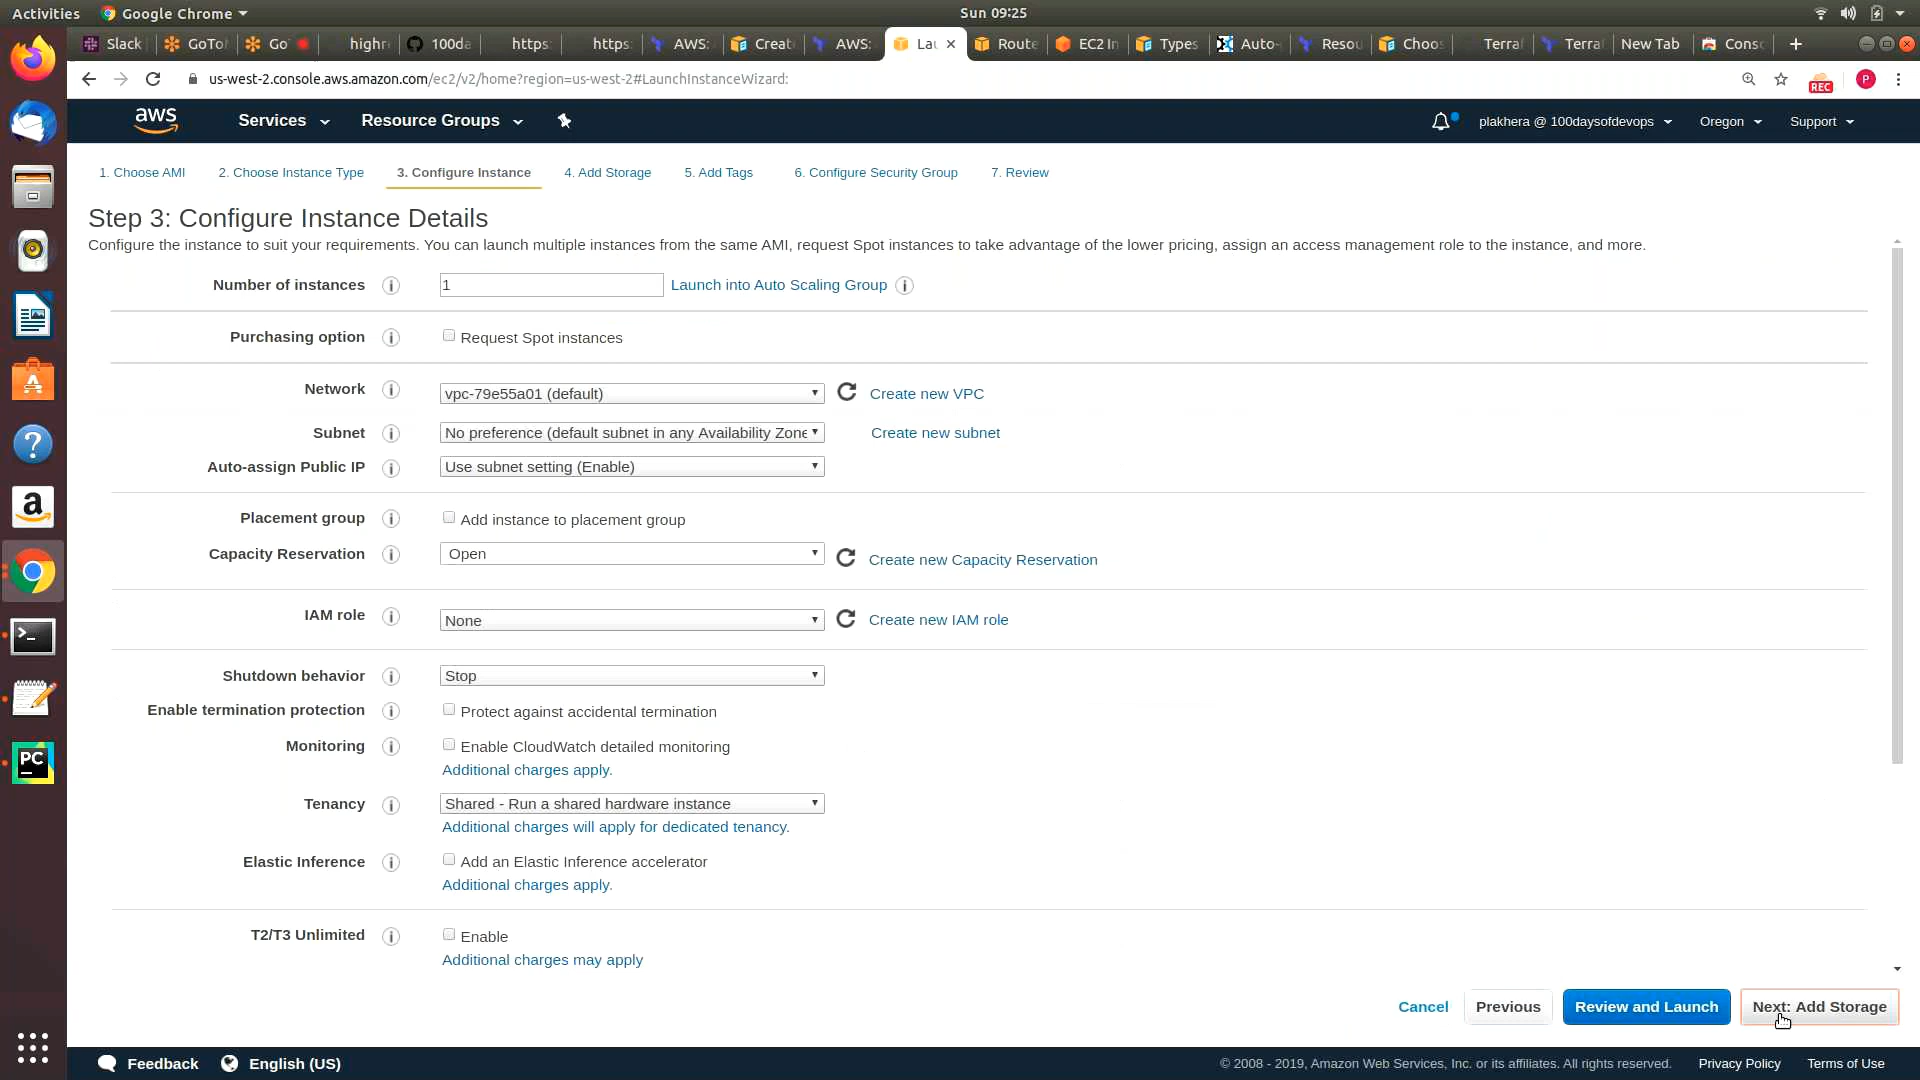 Activities
Google Chrome
Sun 09:25
Slack
GoTo
Go
highr
100da
https:
https:
AWS:
Creat
AWS:
Lau
Route
EC2 In
Types
Auto-
Resou
Choos
Terraf
Terraf
New Tab
Conso
us-west-2.console.aws.amazon.com/ec2/v2/home?region=us-west-2#LaunchInstanceWizard:
REC
P
aws
Services
Resource Groups
plakhera @ 100daysofdevops
Oregon
Support
1. Choose AMI
2. Choose Instance Type
3. Configure Instance
4. Add Storage
5. Add Tags
6. Configure Security Group
7. Review
Step 3: Configure Instance Details
Configure the instance to suit your requirements. You can launch multiple instances from the same AMI, request Spot instances to take advantage of the lower pricing, assign an access management role to the instance, and more.
Number of instances
1
Launch into Auto Scaling Group
Purchasing option
Request Spot instances
Network
vpc-79e55a01 (default)
Create new VPC
Subnet
No preference (default subnet in any Availability Zone
Create new subnet
Auto-assign Public IP
Use subnet setting (Enable)
Placement group
Add instance to placement group
Capacity Reservation
Open
Create new Capacity Reservation
IAM role
None
Create new IAM role
Shutdown behavior
Stop
Enable termination protection
Protect against accidental termination
Monitoring
Enable CloudWatch detailed monitoring
Additional charges apply.
Tenancy
Shared - Run a shared hardware instance
Additional charges will apply for dedicated tenancy.
Elastic Inference
Add an Elastic Inference accelerator
Additional charges apply.
T2/T3 Unlimited
Enable
Additional charges may apply
Cancel
Previous
Review and Launch
Next: Add Storage
PC
Feedback
English (US)
© 2008 - 2019, Amazon Web Services, Inc. or its affiliates. All rights reserved.
Privacy Policy
Terms of Use